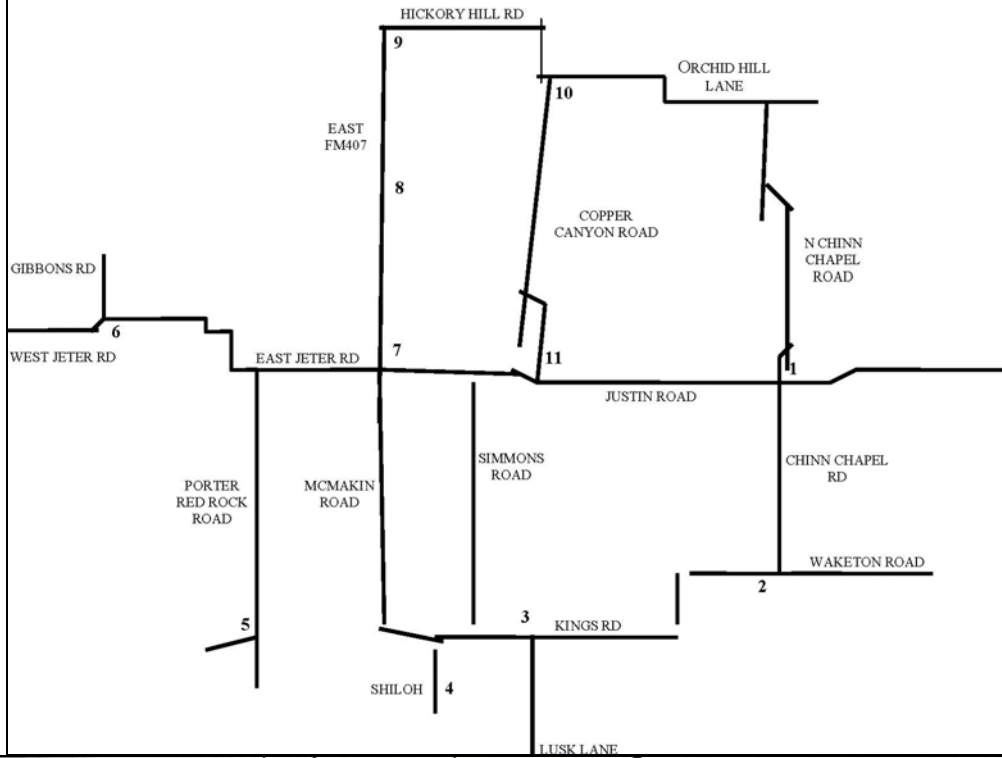 HICKORY HILL RD
9
ORCHID HILL
LANE
10
EAST
FM407
8
COPPER
CANYON ROAD
N CHINN
CHAPEL
ROAD
GIBBONS RD
6
WEST JETER RD
EAST JETER RD
7
11
1
JUSTIN ROAD
SIMMONS
ROAD
CHINN CHAPEL
RD
PORTER
RED ROCK
ROAD
MCMAKIN
ROAD
WAKETON ROAD
2
5
3
KINGS RD
SHILOH
4
LUSK LANE